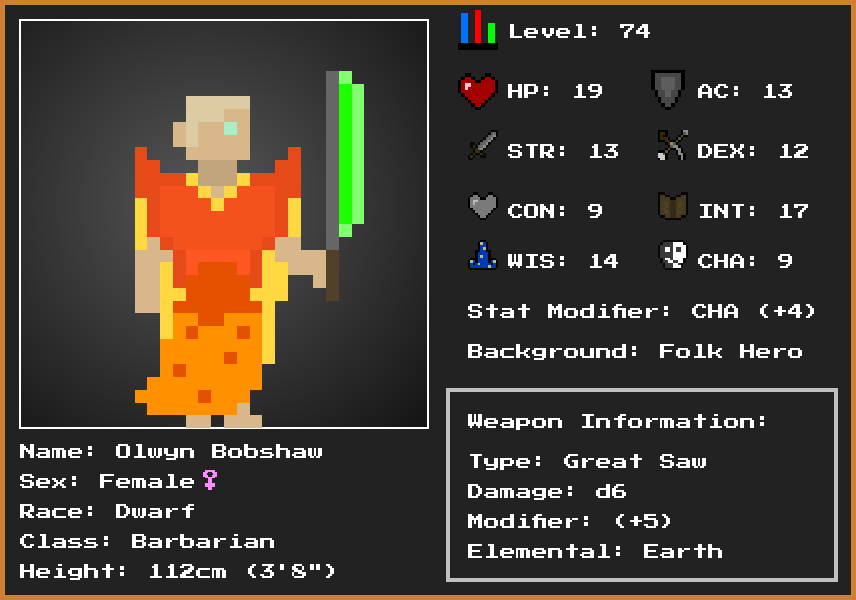 Level: 74
HP: 19 AC: 13
STR: 13 DEX: 12
CON: 9 INT: 17
WIS: 14 CHA: 9
Stat Modifier: CHA (+4)
Background: Folk Hero
Weapon Information:
Type: Great Saw
Damage: d6
Modifier: (+5)
Elemental: Earth
Name: Olwyn Bobshaw
Sex: Female♀
Race: Dwarf
Class: Barbarian
Height: 112cm (3'8")